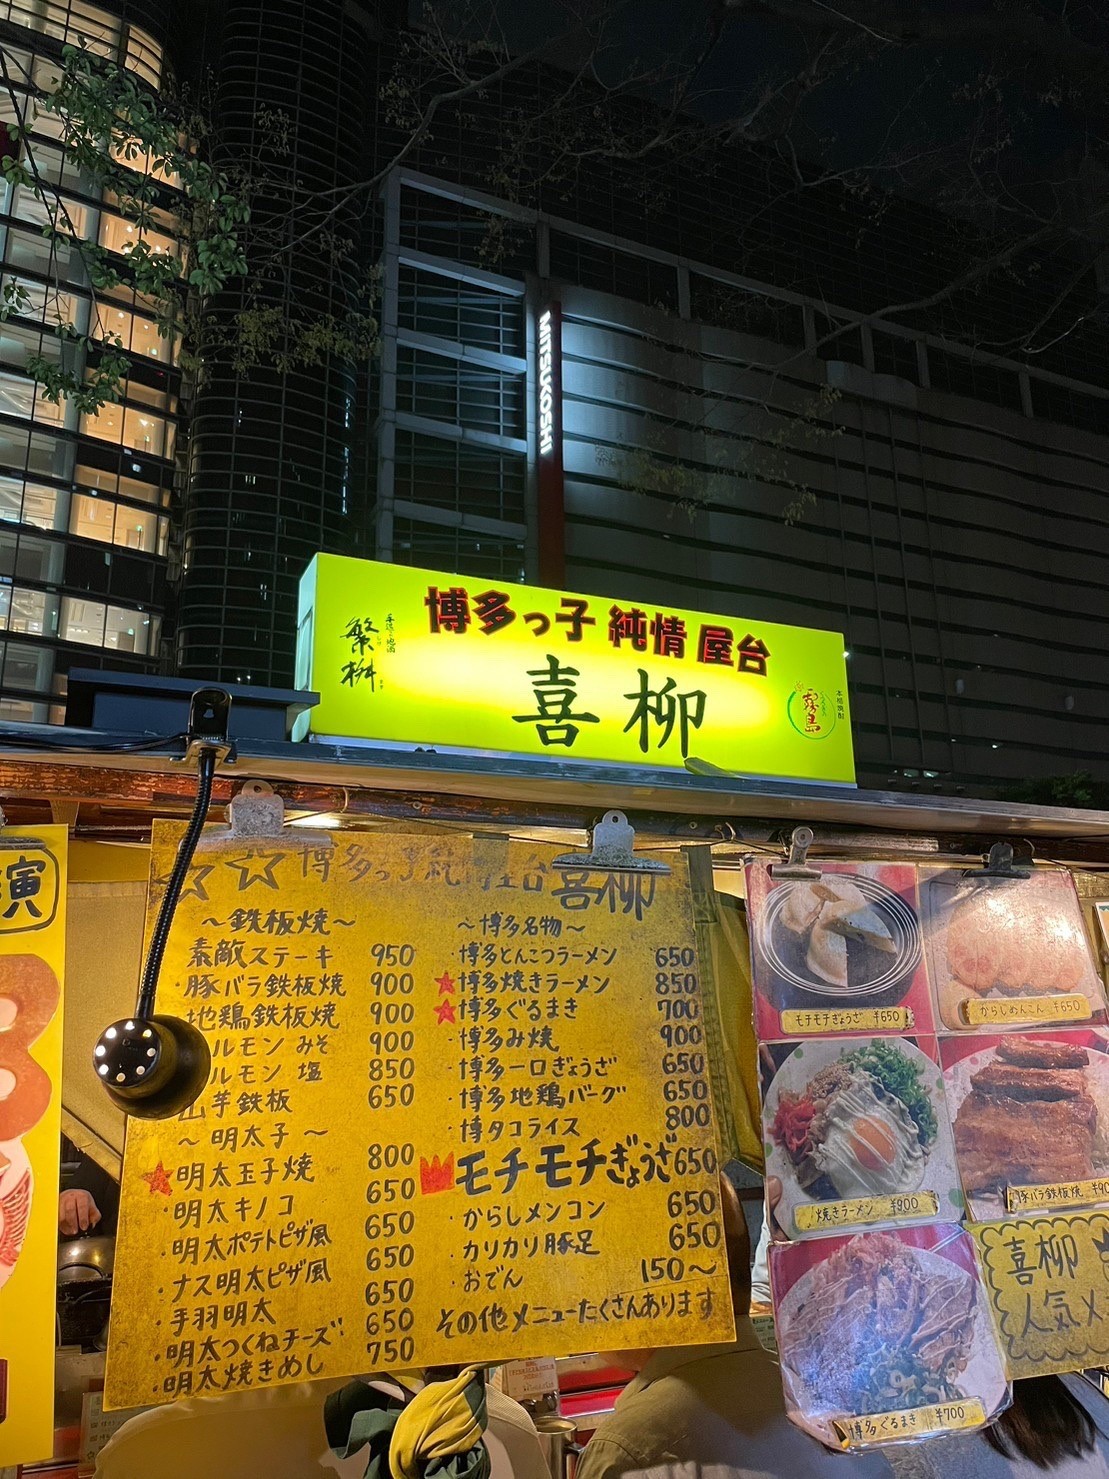 MITSUKOSHI
博多っ子 純情 屋台
喜柳
繁桝
本格焼酎
霧島
演
☆☆博多っ子純情屋台喜柳
～鉄板焼～
素敵ステーキ 950
・豚バラ鉄板焼 900
地鶏鉄板焼 900
ルモン みそ 900
ルモン 塩 850
山芋鉄板 650
～明太子～
★明太玉子焼 800
・明太キノコ 650
・明太ポテトピザ風 650
・ナス明太ピザ風 650
・手羽明太 650
・明太つくねチーズ 650
・明太焼きめし 750
～博多名物～
・博多とんこつラーメン 650
★博多焼きラーメン 850
★博多ぐるまき 700
・博多み焼 900
・博多一口ぎょうざ 650
・博多地鶏バーグ 650
・博タコライス 800
モチモチぎょうざ 650
・からしメンコン 650
・カリカリ豚足 650
・おでん 150～
その他メニューたくさんあります
モチモチぎょうざ ¥650
からしめんこん ¥650
焼きラーメン ¥900
豚バラ鉄板焼 ¥90
博多ぐるまき ¥700
喜柳
人気メ